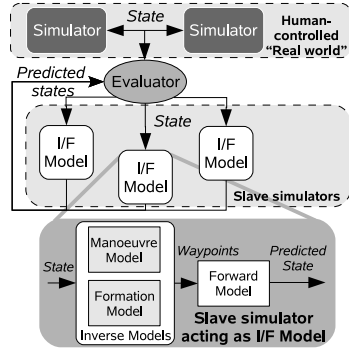 State
Simulator
Simulator
Human-
controlled
“Real world”
Predicted
states
Evaluator
State
I/F
Model
I/F
Model
I/F
Model
Slave simulators
State
Manoeuvre
Model
Formation
Model
Inverse Models
Waypoints
Forward
Model
Predicted
State
Slave simulator
acting as I/F Model